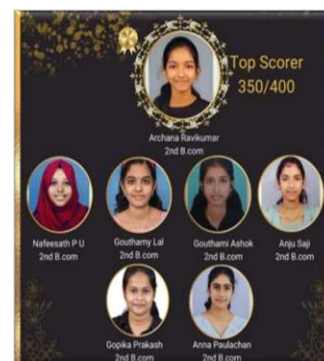 Top Scorer
350/400
Archana Ravikumar
2nd B.com
Nafeesath P U
2nd B.com
Gouthamy Lal
2nd B.com
Gouthami Ashok
2nd B.com
Anju Saji
2nd B.com
Gopika Prakash
2nd B.com
Anna Paulachan
2nd B.com